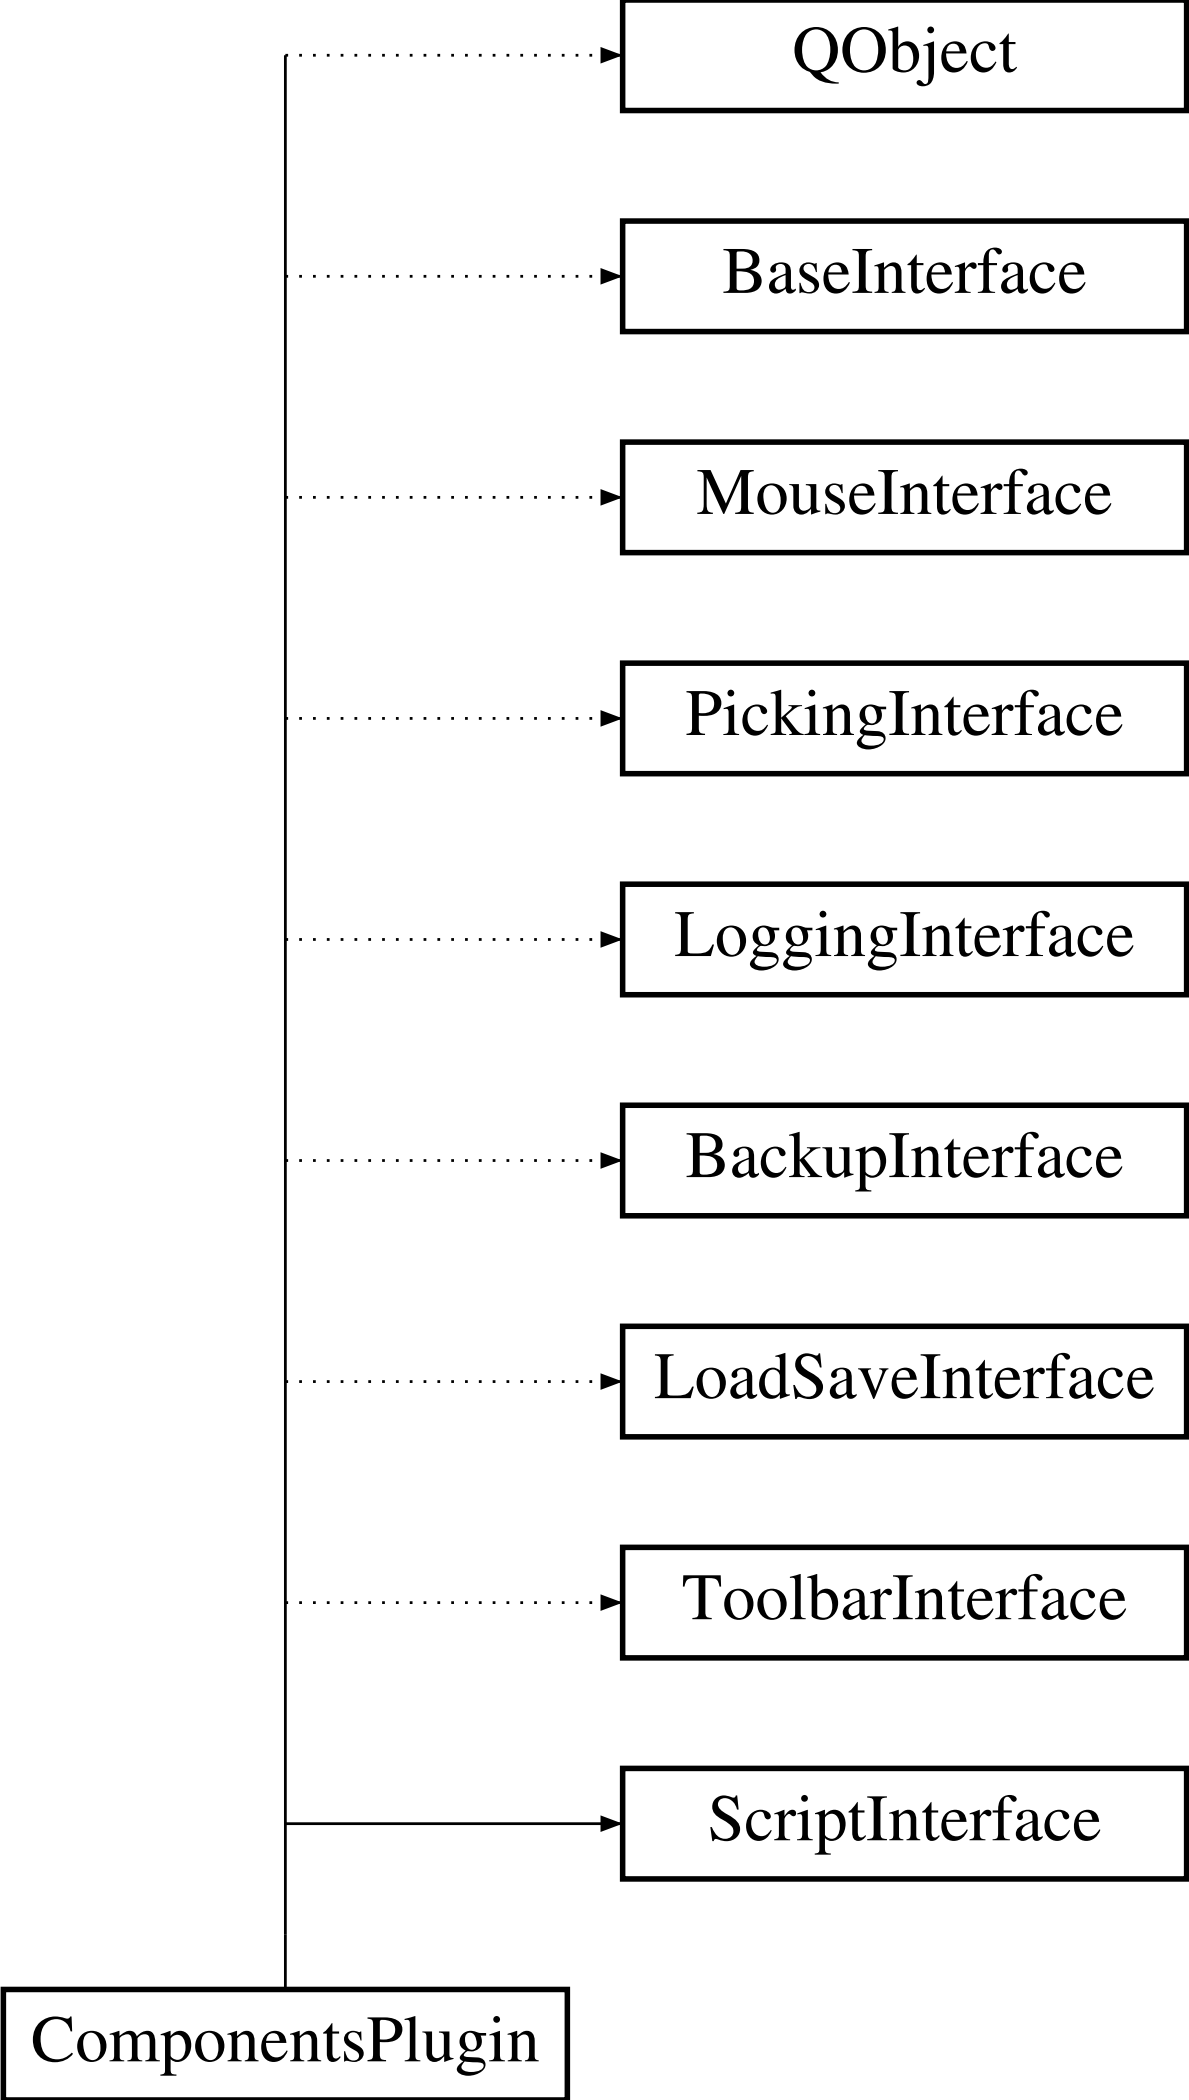 QObject
BaseInterface
MouseInterface
PickingInterface
LoggingInterface
BackupInterface
LoadSaveInterface
ToolbarInterface
ScriptInterface
ComponentsPlugin